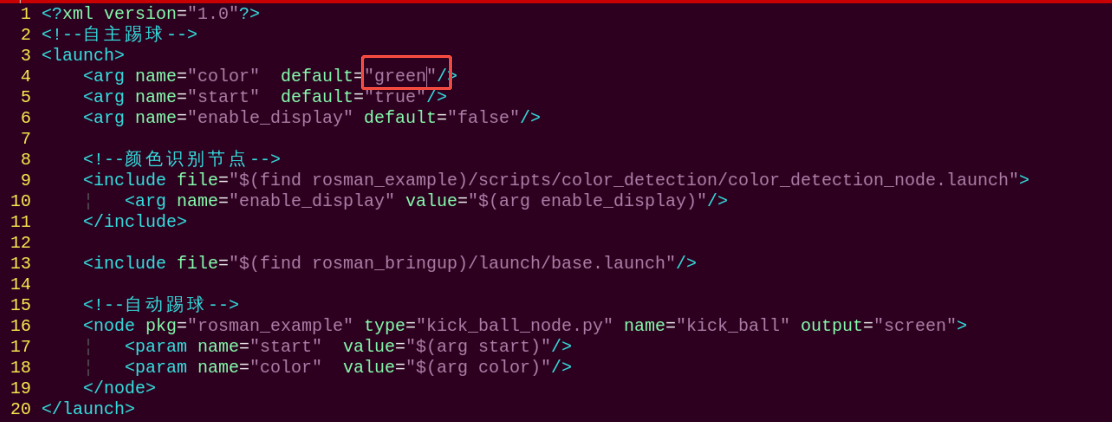 1 <?xml version="1.0"?>
2 <!--自主踢球-->
3 <launch>
4     <arg name="color"  default="green"/>
5     <arg name="start"  default="true"/>
6     <arg name="enable_display" default="false"/>
7
8     <!--颜色识别节点-->
9     <include file="$(find rosman_example)/scripts/color_detection/color_detection_node.launch">
10     ¦   <arg name="enable_display" value="$(arg enable_display)"/>
11     </include>
12
13     <include file="$(find rosman_bringup)/launch/base.launch"/>
14
15     <!--自动踢球-->
16     <node pkg="rosman_example" type="kick_ball_node.py" name="kick_ball" output="screen">
17     ¦   <param name="start"  value="$(arg start)"/>
18     ¦   <param name="color"  value="$(arg color)"/>
19     </node>
20 </launch>